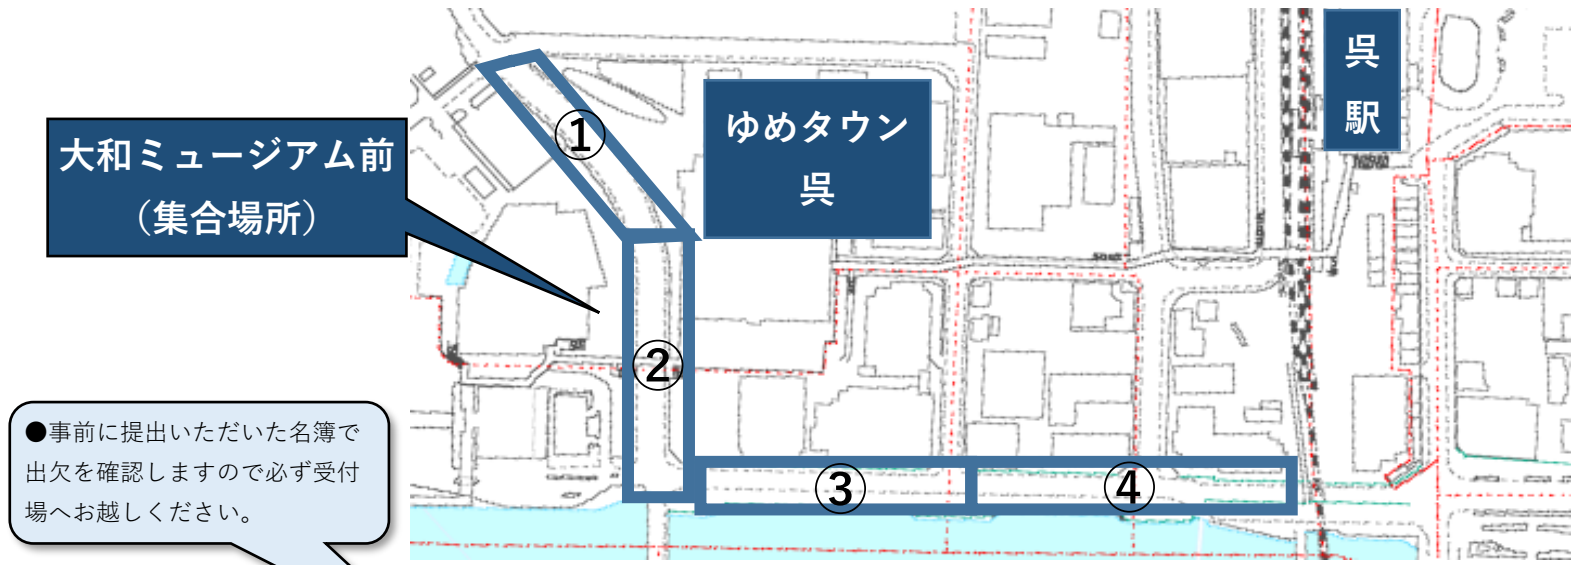 呉
駅
ゆめタウン
呉
①
大和ミュージアム前
（集合場所）
②
●事前に提出いただいた名簿で
出欠を確認しますので必ず受付
場へお越しください。
③
④